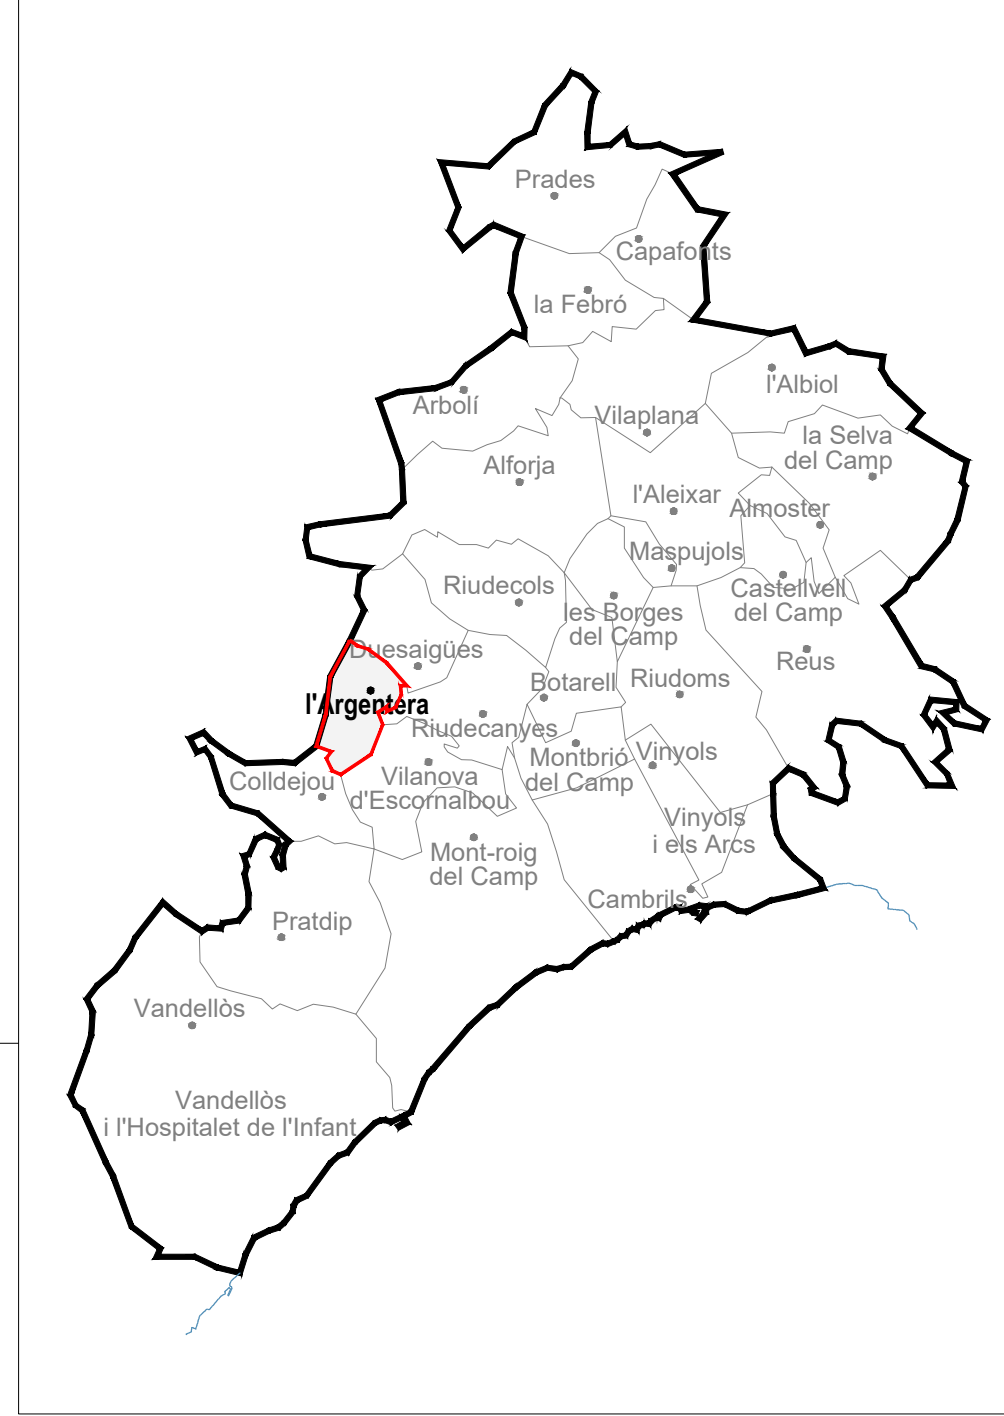 Prades
Capafonts
la Febró
l'Albiol
Arbolí
Vilaplana
la Selva
del Camp
Alforja
l'Aleixar
Almoster
Maspujols
Riudecols
Castellvell
del Camp
les Borges
del Camp
Duesaigües
Reus
Botarell
Riudoms
l'Argentera
Riudecanyes
Montbrió
del Camp
Vinyols
Colldejou
Vilanova
d'Escornalbou
Vinyols
i els Arcs
Mont-roig
del Camp
Cambrils
Pratdip
Vandellòs
Vandellòs
i l'Hospitalet de l'Infant